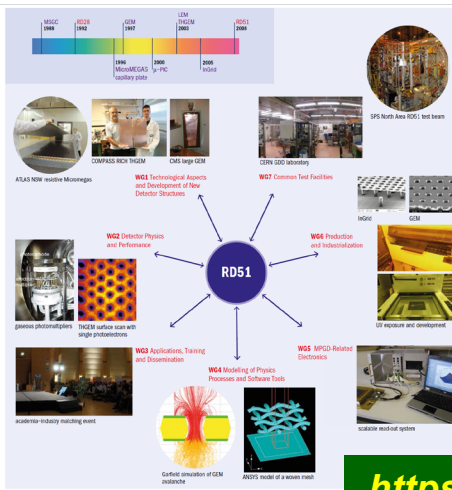 MSGC
1988
RD28
1992
GEM
1997
LEM
THGEM
2003
RD51
2008
1996
MicroMEGAS
capillary plate
2000
μ-PIC
2005
InGrid
SPS North Area RD51 test beam
ATLAS NSW resistive Micromegas
COMPASS RICH THGEM
CMS large GEM
CERN GDD laboratory
WG1 Technological Aspects
and Development of New
Detector Structures
WG7 Common Test Facilities
InGrid
GEM
WG2 Detector Physics
and Performance
WG6 Production
and Industrialization
RD51
gaseous photomultipliers
THGEM surface scan with
single photoelectrons
UV exposure and development
WG3 Applications, Training
and Dissemination
WG4 Modelling of Physics
Processes and Software Tools
WG5 MPGD-Related
Electronics
academia–industry matching event
scalable read-out system
Garfield simulation of GEM
avalanche
ANSYS model of a woven mesh
https